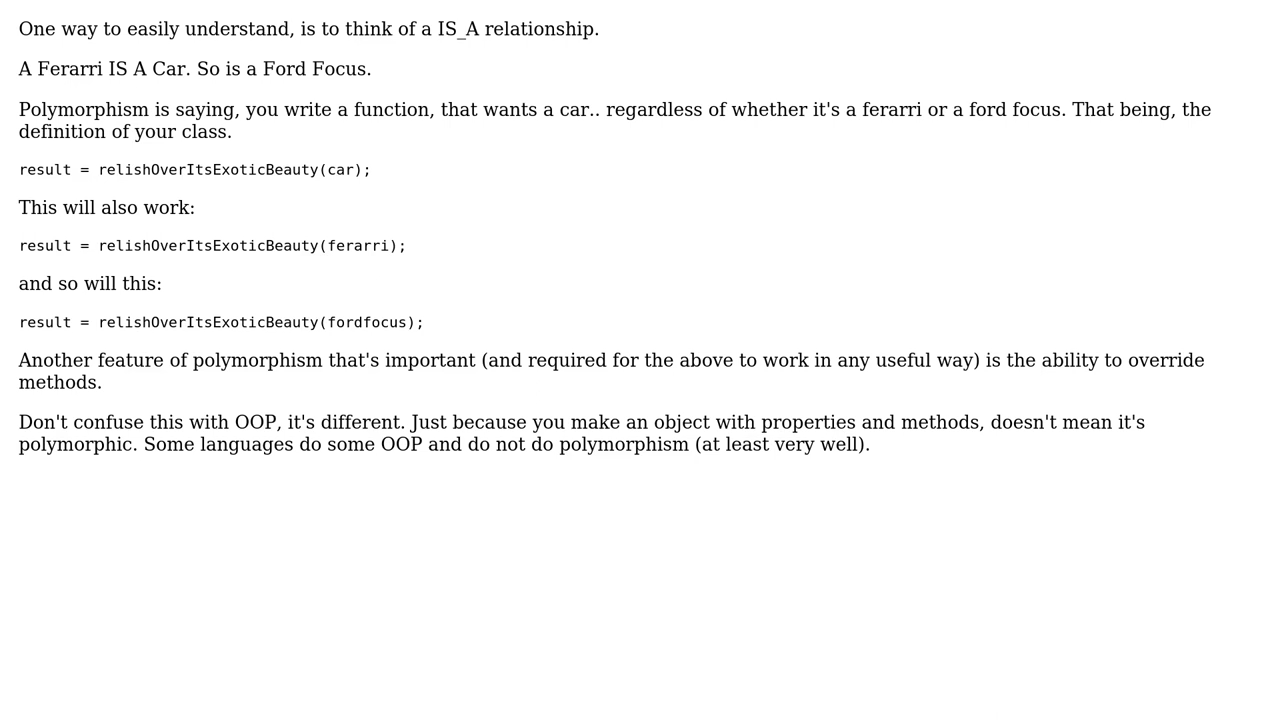 One way to easily understand, is to think of a IS_A relationship.
A Ferarri IS A Car. So is a Ford Focus.
Polymorphism is saying, you write a function, that wants a car.. regardless of whether it's a ferarri or a ford focus. That being, the
definition of your class.
result = relishOverItsExoticBeauty(car);
This will also work:
result = relishOverItsExoticBeauty(ferarri);
and so will this:
result = relishOverItsExoticBeauty(fordfocus);
Another feature of polymorphism that's important (and required for the above to work in any useful way) is the ability to override
methods.
Don't confuse this with OOP, it's different. Just because you make an object with properties and methods, doesn't mean it's
polymorphic. Some languages do some OOP and do not do polymorphism (at least very well).